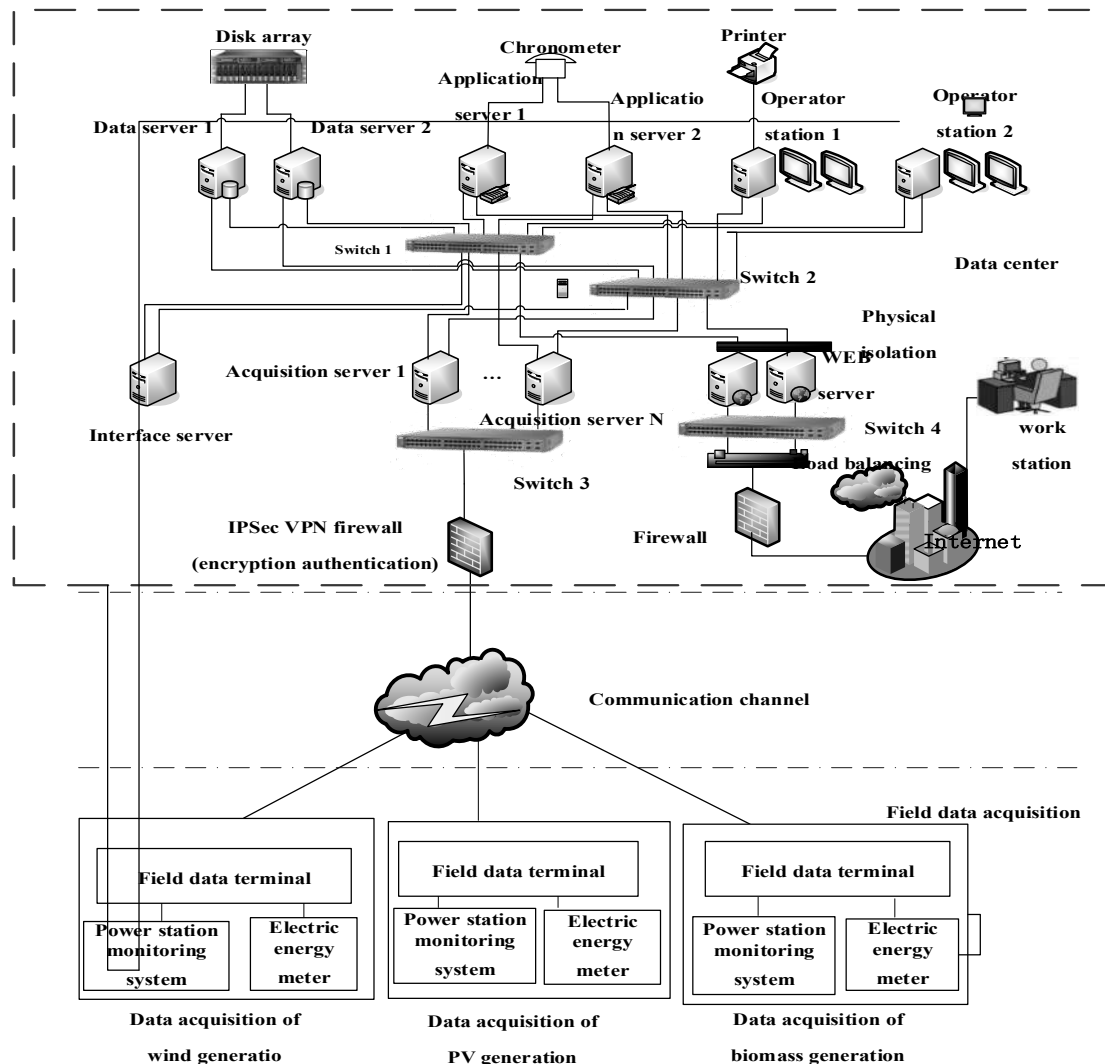 Disk array
Chronometer
Printer
Application
server 1
Applicatio
n server 2
Operator
station 1
Operator
station 2
Data server 1
Data server 2
Switch 1
Switch 2
Data center
Physical
isolation
WEB
server
Acquisition server 1
...
Acquisition server N
Interface server
Switch 3
Switch 4
oad balancing
work
station
IPSec VPN firewall
(encryption authentication)
Firewall
Internet
Communication channel
Field data acquisition
Field data terminal
Power station
monitoring
system
Electric
energy
meter
Data acquisition of
wind generatio
Field data terminal
Power station
monitoring
system
Electric
energy
meter
Data acquisition of
PV generation
Field data terminal
Power station
monitoring
system
Electric
energy
meter
Data acquisition of
biomass generation